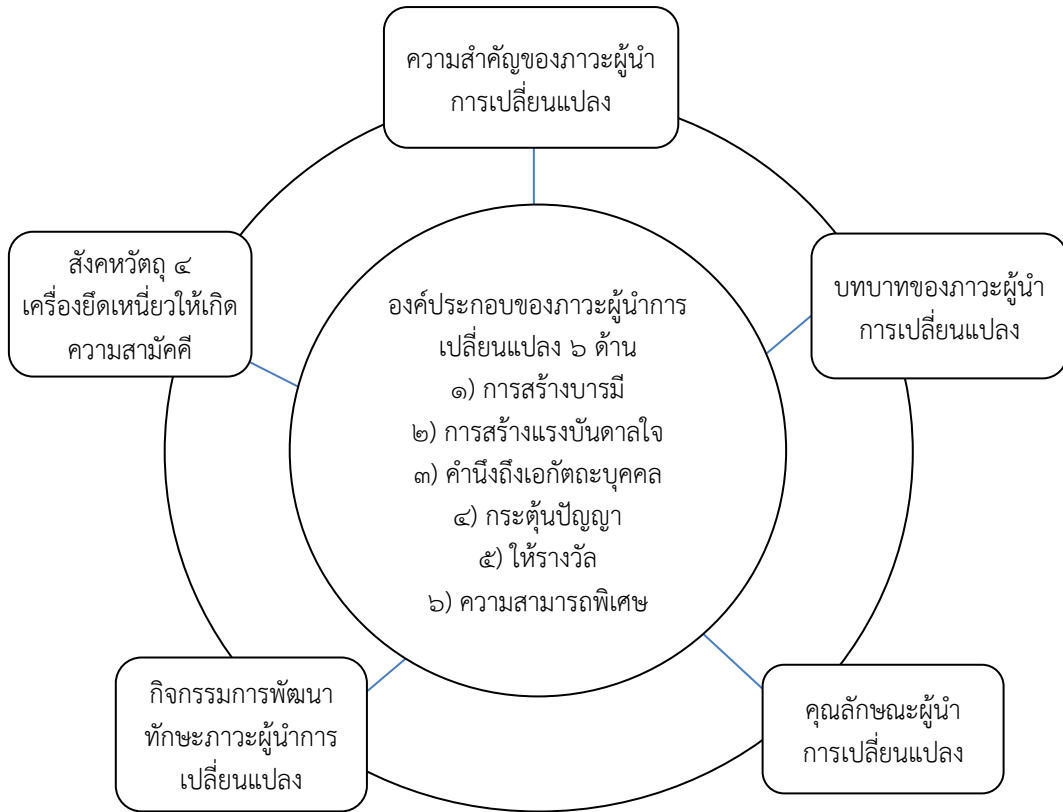 ความสำคัญของภาวะผู้นำ
การเปลี่ยนแปลง
สังคหวัตถุ ๔
เครื่องยึดเหนี่ยวให้เกิด
ความสามัคคี
บทบาทของภาวะผู้นำ
การเปลี่ยนแปลง
องค์ประกอบของภาวะผู้นำการ
เปลี่ยนแปลง ๖ ด้าน
๑) การสร้างบารมี
๒) การสร้างแรงบันดาลใจ
๓) คำนึงถึงเอกัตถะบุคคล
๔) กระตุ้นปัญญา
๕) ให้รางวัล
๖) ความสามารถพิเศษ
กิจกรรมการพัฒนา
ทักษะภาวะผู้นำการ
เปลี่ยนแปลง
คุณลักษณะผู้นำ
การเปลี่ยนแปลง